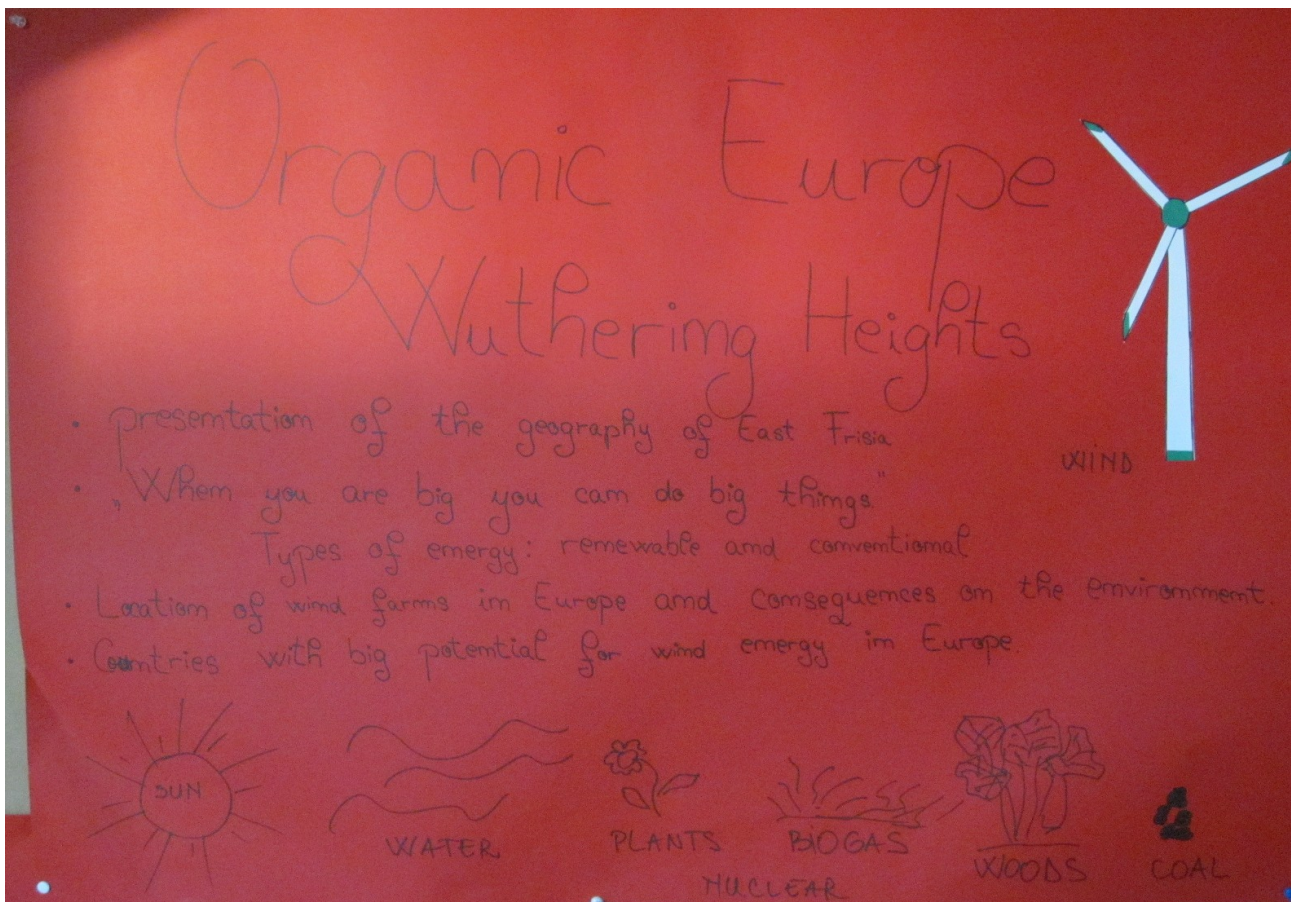 Organic Europe
Wuthering Heights
• presentation of the geography of East Frisia
• „When you are big you can do big things."
Types of energy: renewable and conventional
• Location of wind farms in Europe and consequences on the environment.
• Countries with big potential for wind energy in Europe.
WIND
SUN
WATER
PLANTS
BIOGAS
WOODS
COAL
NUCLEAR